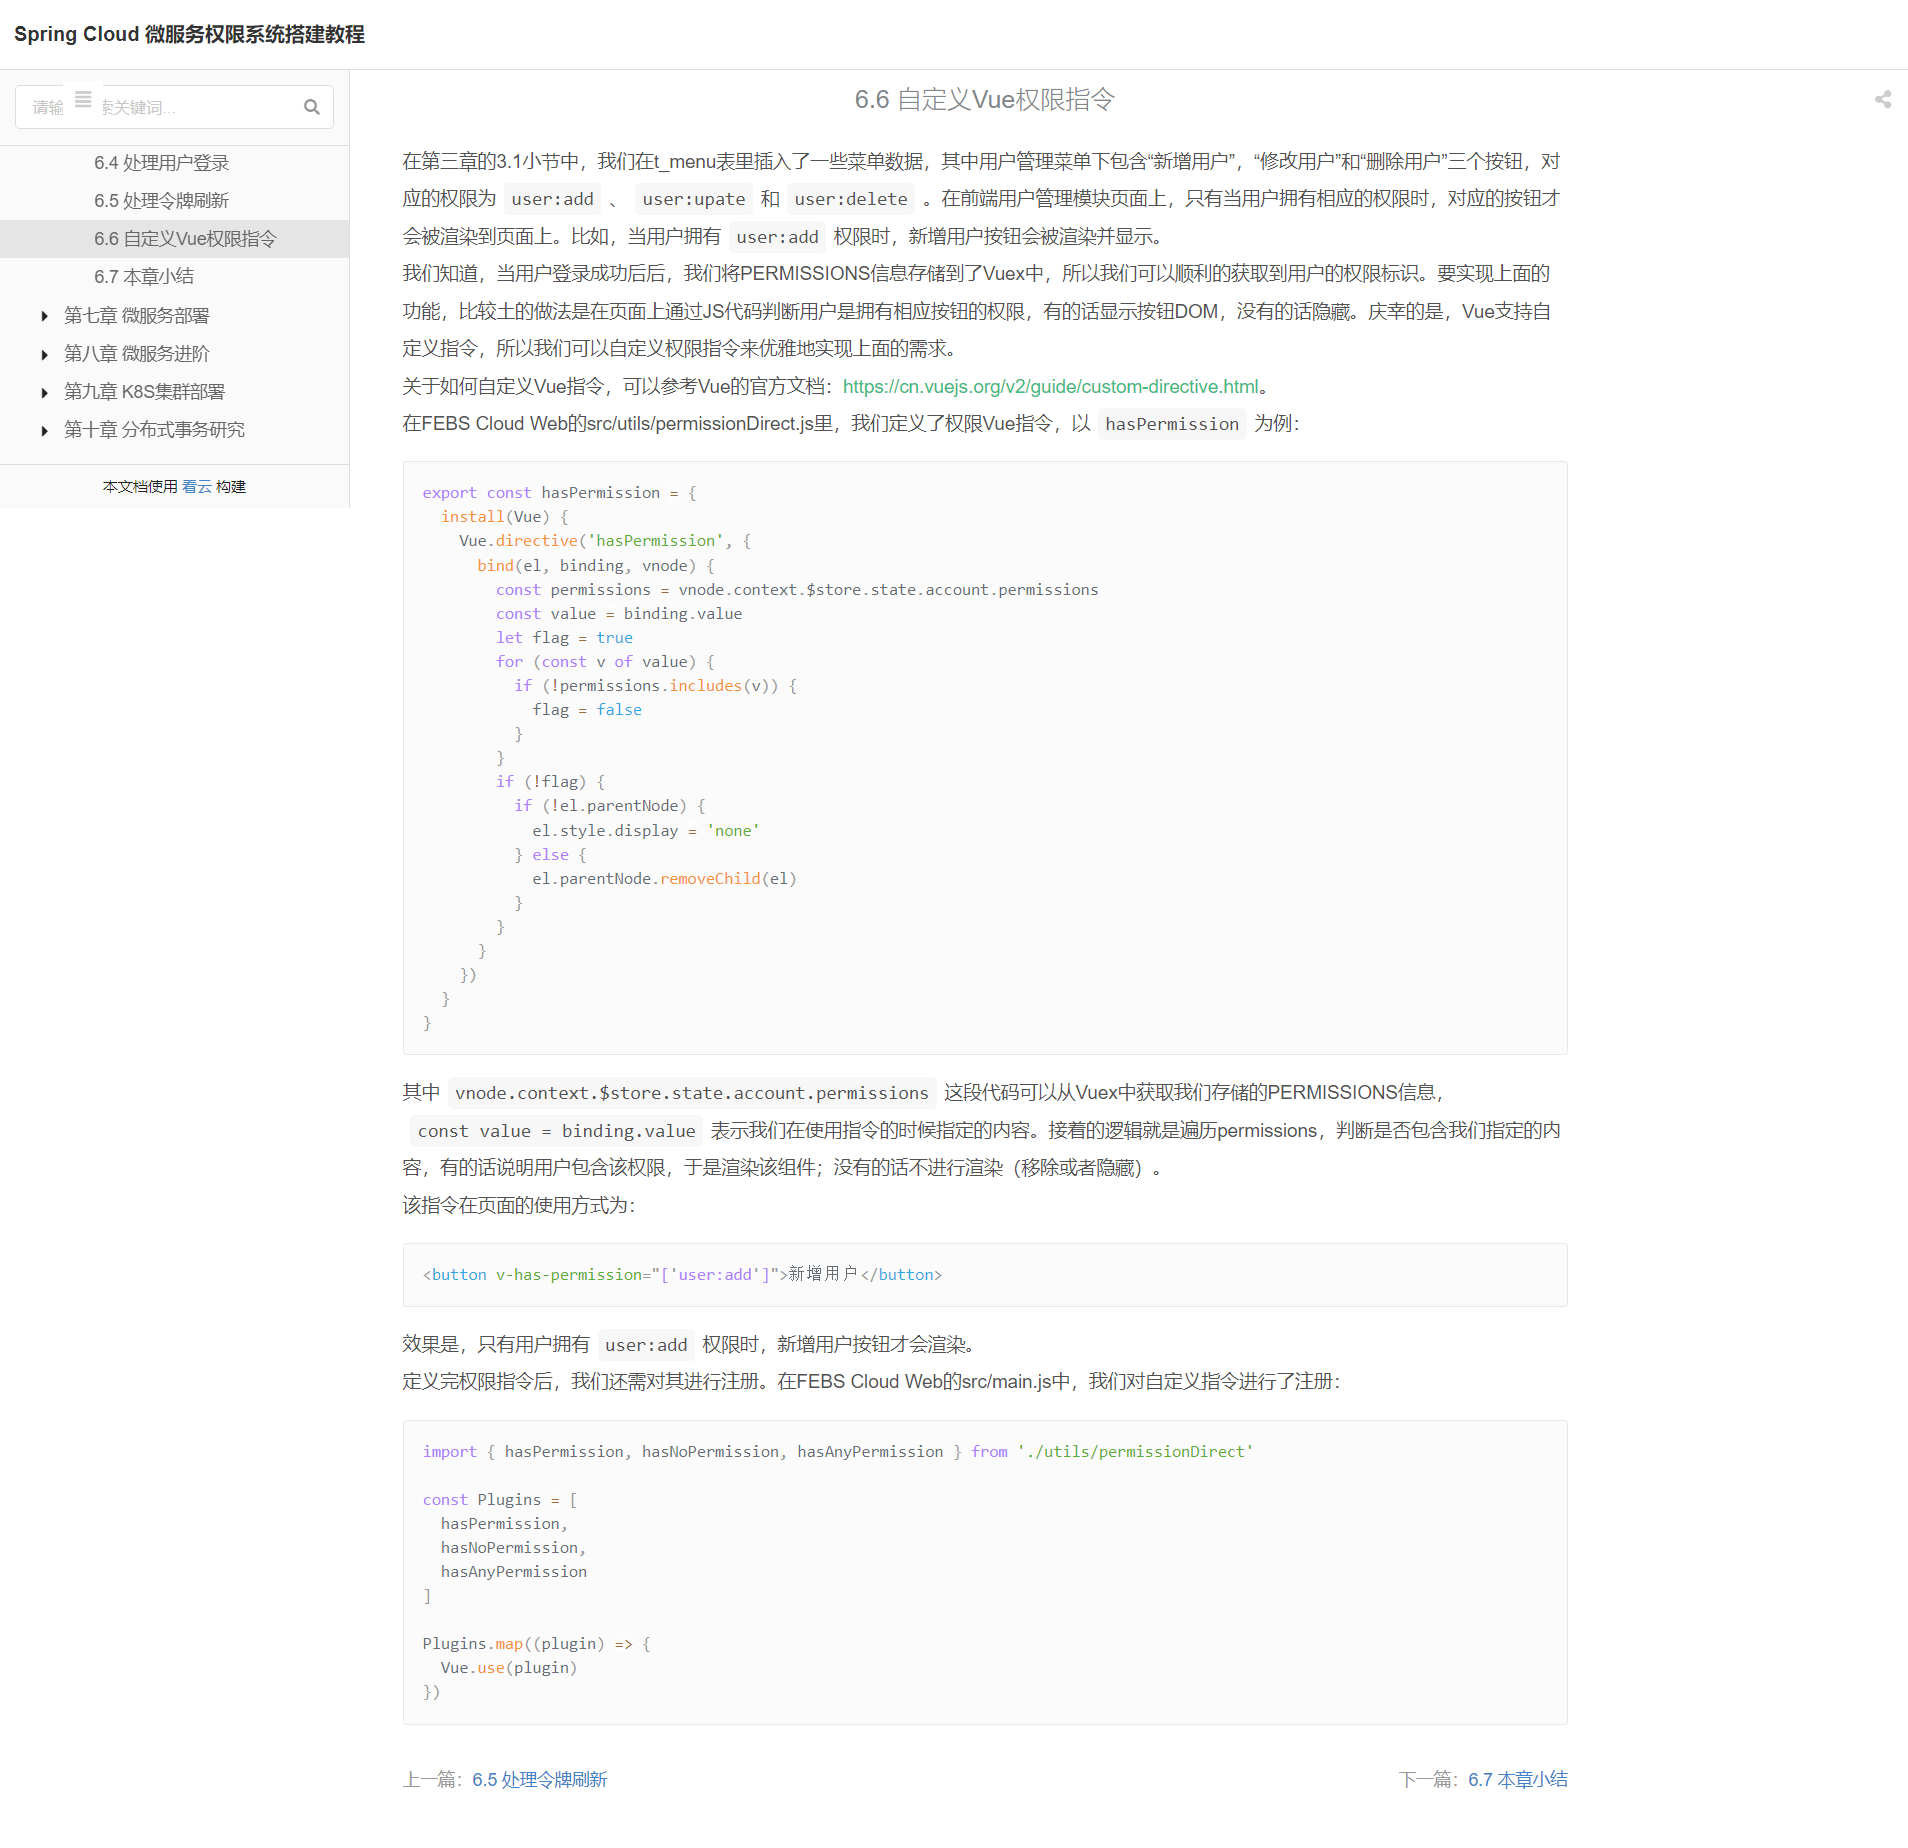 Spring Cloud 微服务权限系统搭建教程
请输 索关键词...
6.4 处理用户登录
6.5 处理令牌刷新
6.6 自定义Vue权限指令
6.7 本章小结
第七章 微服务部署
第八章 微服务进阶
第九章 K8S集群部署
第十章 分布式事务研究
本文档使用 看云 构建
6.6 自定义Vue权限指令
在第三章的3.1小节中，我们在t_menu表里插入了一些菜单数据，其中用户管理菜单下包含“新增用户”，“修改用户”和“删除用户”三个按钮，对
应的权限为 user:add 、 user:upate 和 user:delete 。在前端用户管理模块页面上，只有当用户拥有相应的权限时，对应的按钮才
会被渲染到页面上。比如，当用户拥有 user:add 权限时，新增用户按钮会被渲染并显示。
我们知道，当用户登录成功后后，我们将PERMISSIONS信息存储到了Vuex中，所以我们可以顺利的获取到用户的权限标识。要实现上面的
功能，比较土的做法是在页面上通过JS代码判断用户是拥有相应按钮的权限，有的话显示按钮DOM，没有的话隐藏。庆幸的是，Vue支持自
定义指令，所以我们可以自定义权限指令来优雅地实现上面的需求。
关于如何自定义Vue指令，可以参考Vue的官方文档：https://cn.vuejs.org/v2/guide/custom-directive.html。
在FEBS Cloud Web的src/utils/permissionDirect.js里，我们定义了权限Vue指令，以 hasPermission 为例：
export const hasPermission = {
  install(Vue) {
    Vue.directive('hasPermission', {
      bind(el, binding, vnode) {
        const permissions = vnode.context.$store.state.account.permissions
        const value = binding.value
        let flag = true
        for (const v of value) {
          if (!permissions.includes(v)) {
            flag = false
          }
        }
        if (!flag) {
          if (!el.parentNode) {
            el.style.display = 'none'
          } else {
            el.parentNode.removeChild(el)
          }
        }
      }
    })
  }
}
其中 vnode.context.$store.state.account.permissions 这段代码可以从Vuex中获取我们存储的PERMISSIONS信息，
const value = binding.value 表示我们在使用指令的时候指定的内容。接着的逻辑就是遍历permissions，判断是否包含我们指定的内
容，有的话说明用户包含该权限，于是渲染该组件；没有的话不进行渲染（移除或者隐藏）。
该指令在页面的使用方式为：
<button v-has-permission="['user:add']">新增用户</button>
效果是，只有用户拥有 user:add 权限时，新增用户按钮才会渲染。
定义完权限指令后，我们还需对其进行注册。在FEBS Cloud Web的src/main.js中，我们对自定义指令进行了注册：
import { hasPermission, hasNoPermission, hasAnyPermission } from './utils/permissionDirect'
const Plugins = [
  hasPermission,
  hasNoPermission,
  hasAnyPermission
]
Plugins.map((plugin) => {
  Vue.use(plugin)
})
上一篇：6.5 处理令牌刷新
下一篇：6.7 本章小结